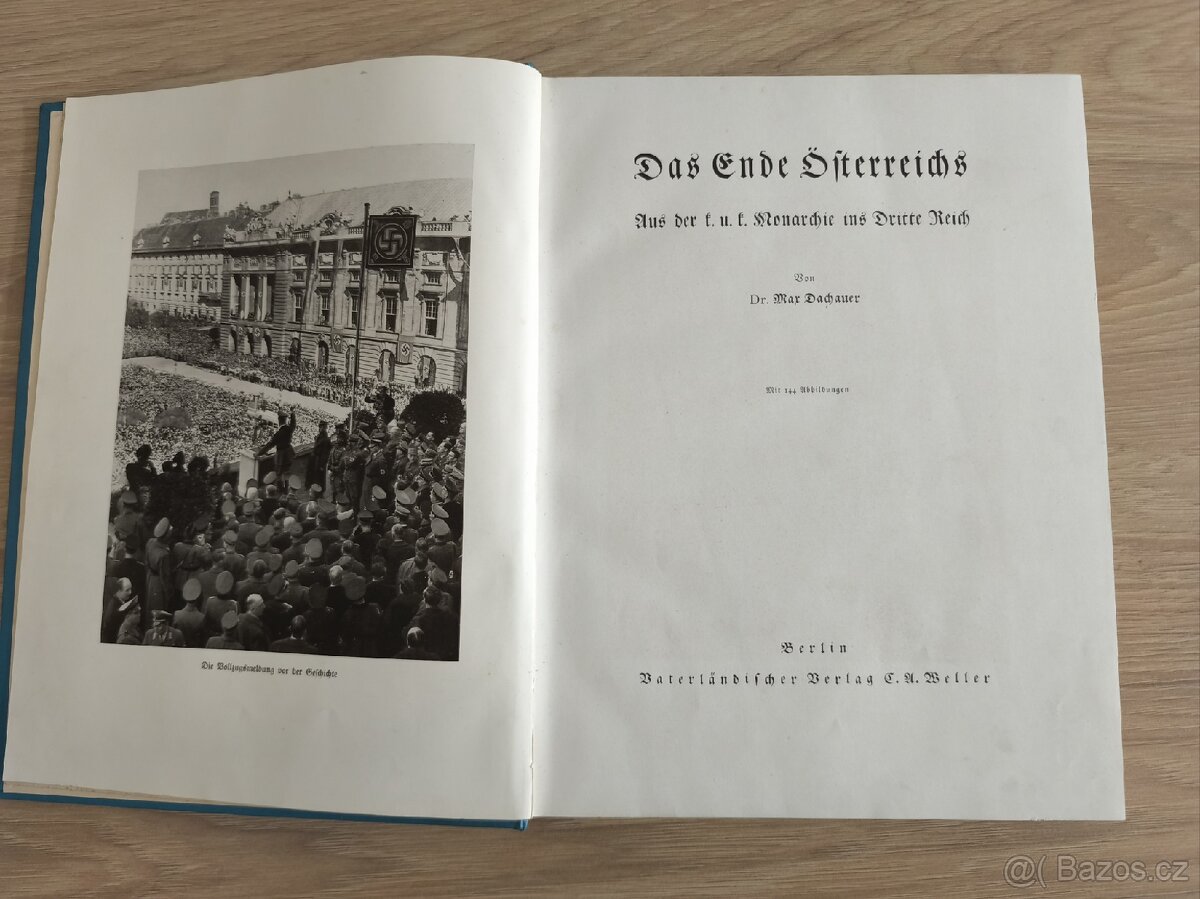 Die Vollzugsmeldung vor der Geschichte
Das Ende Österreichs
Aus der k. u. k. Monarchie ins Dritte Reich
Von
Dr. Max Dachauer
Mit 144 Abbildungen
Berlin
Vaterländischer Verlag C. A. Weller
@( Bazos.cz